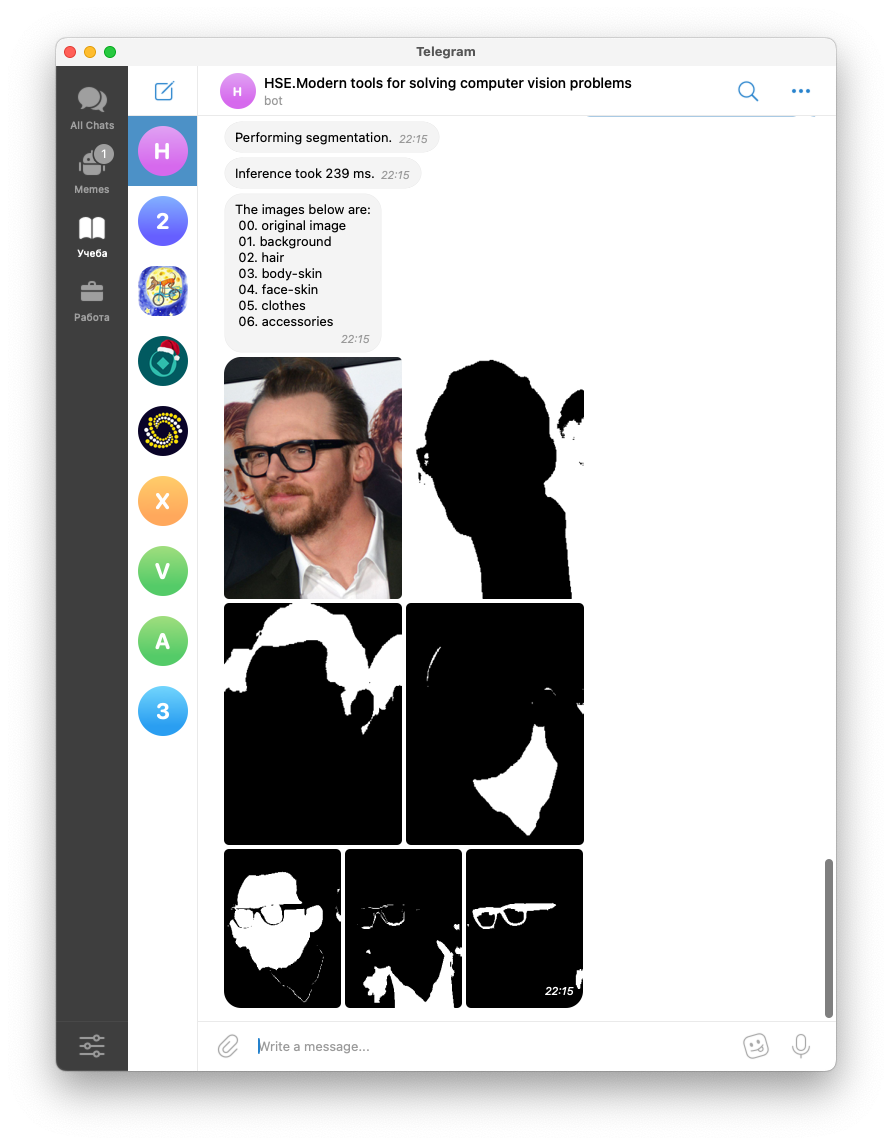 Telegram
All Chats
1
Memes
Учеба
Работа
H
2
X
V
A
3
H
HSE.Modern tools for solving computer vision problems
bot
Performing segmentation. 22:15
Inference took 239 ms. 22:15
The images below are:
00. original image
01. background
02. hair
03. body-skin
04. face-skin
05. clothes
06. accessories
22:15
22:15
Write a message...